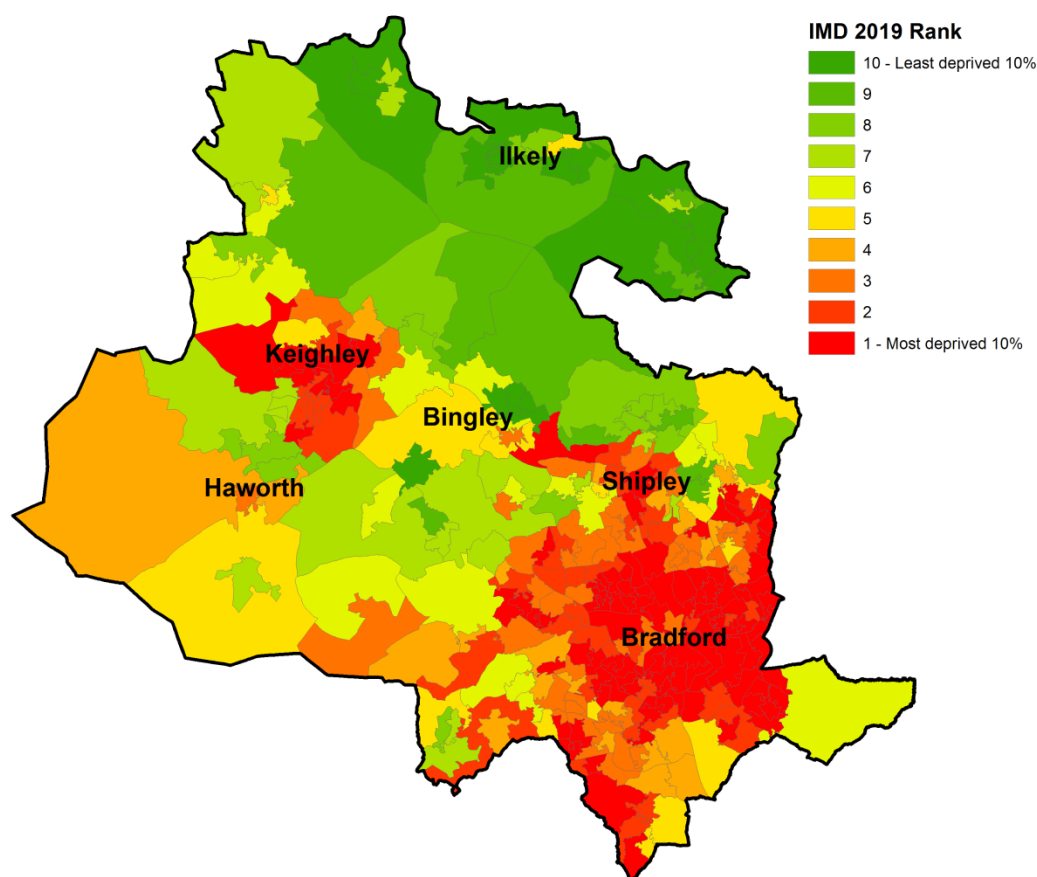 IMD 2019 Rank
10 - Least deprived 10%
9
8
7
6
5
4
3
2
1 - Most deprived 10%
Ilkely
Keighley
Bingley
Haworth
Shipley
Bradford